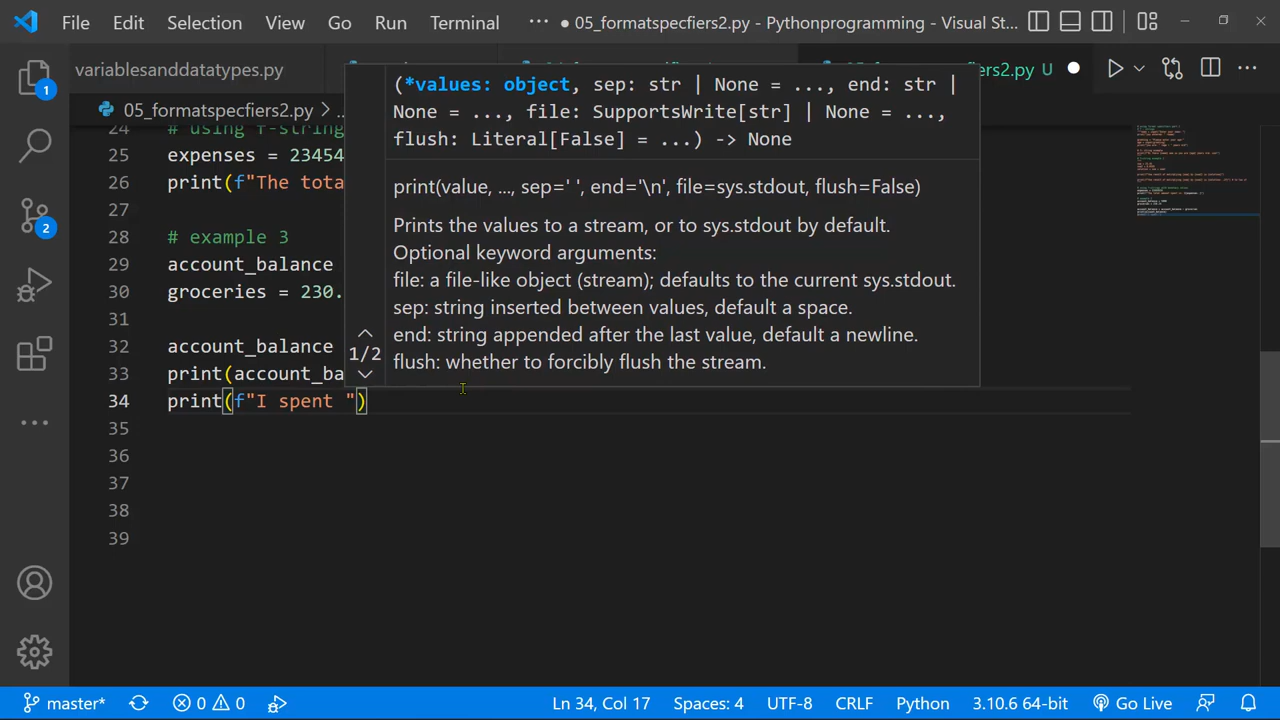 File Edit Selection View Go Run Terminal ··· ● 05_formatspecfiers2.py - Pythonprogramming - Visual St...
variablesanddatatypes.py
ers2.py U
05_formatspecfiers2.py > ...
(*values: object, sep: str | None = ..., end: str |
None = ..., file: SupportsWrite[str] | None = ...,
flush: Literal[False] = ...) -> None
print(value, ..., sep=' ', end='\n', file=sys.stdout, flush=False)
Prints the values to a stream, or to sys.stdout by default.
Optional keyword arguments:
file: a file-like object (stream); defaults to the current sys.stdout.
sep: string inserted between values, default a space.
end: string appended after the last value, default a newline.
flush: whether to forcibly flush the stream.
1/2
24 # using f-string
25 expenses = 23454
26 print(f"The tota
27
28 # example 3
29 account_balance
30 groceries = 230.
31
32 account_balance
33 print(account_ba
34 print(f"I spent ")
35
36
37
38
39
1
2
master* 0 0 Ln 34, Col 17 Spaces: 4 UTF-8 CRLF Python 3.10.6 64-bit Go Live